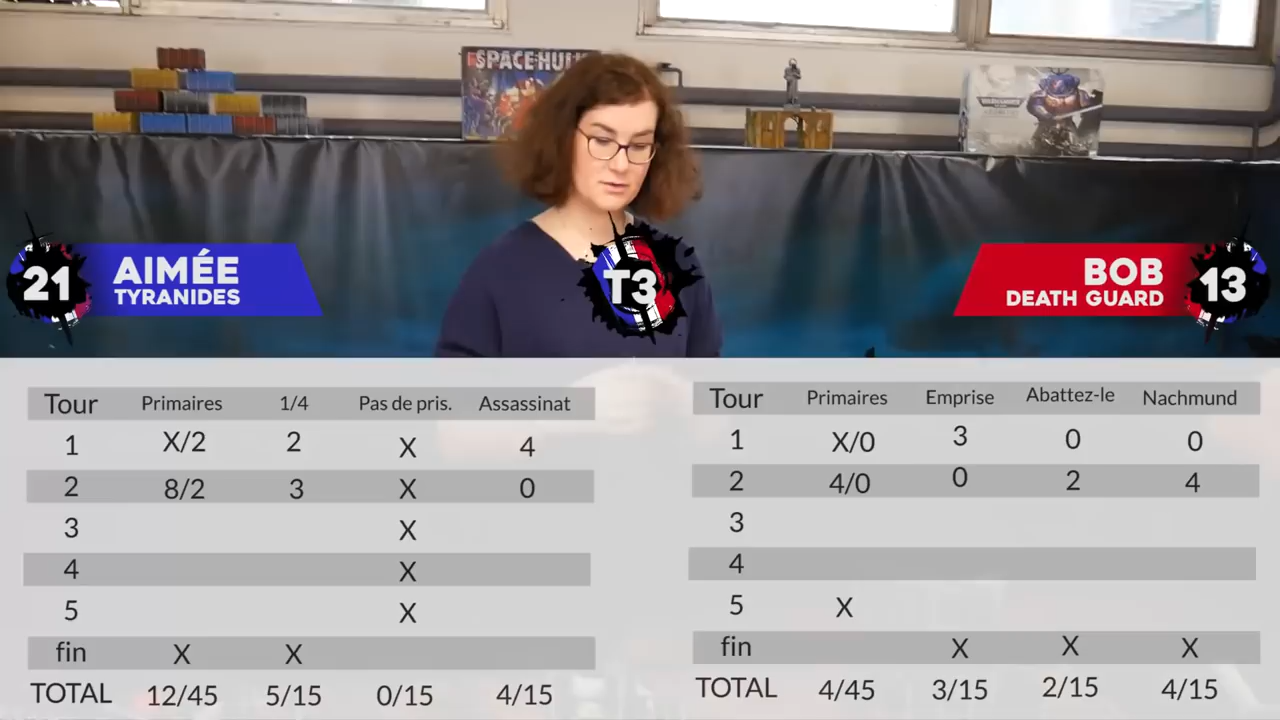 SPACE HULK
WARHAMMER
21
AIMÉE
TYRANIDES
T3
BOB
DEATH GUARD
13
Tour Primaires 1/4 Pas de pris. Assassinat
1 X/2 2 X 4
2 8/2 3 X 0
3 X
4 X
5 X
fin X X
TOTAL 12/45 5/15 0/15 4/15
Tour Primaires Emprise Abattez-le Nachmund
1 X/0 3 0 0
2 4/0 0 2 4
3
4
5 X
fin X X X
TOTAL 4/45 3/15 2/15 4/15